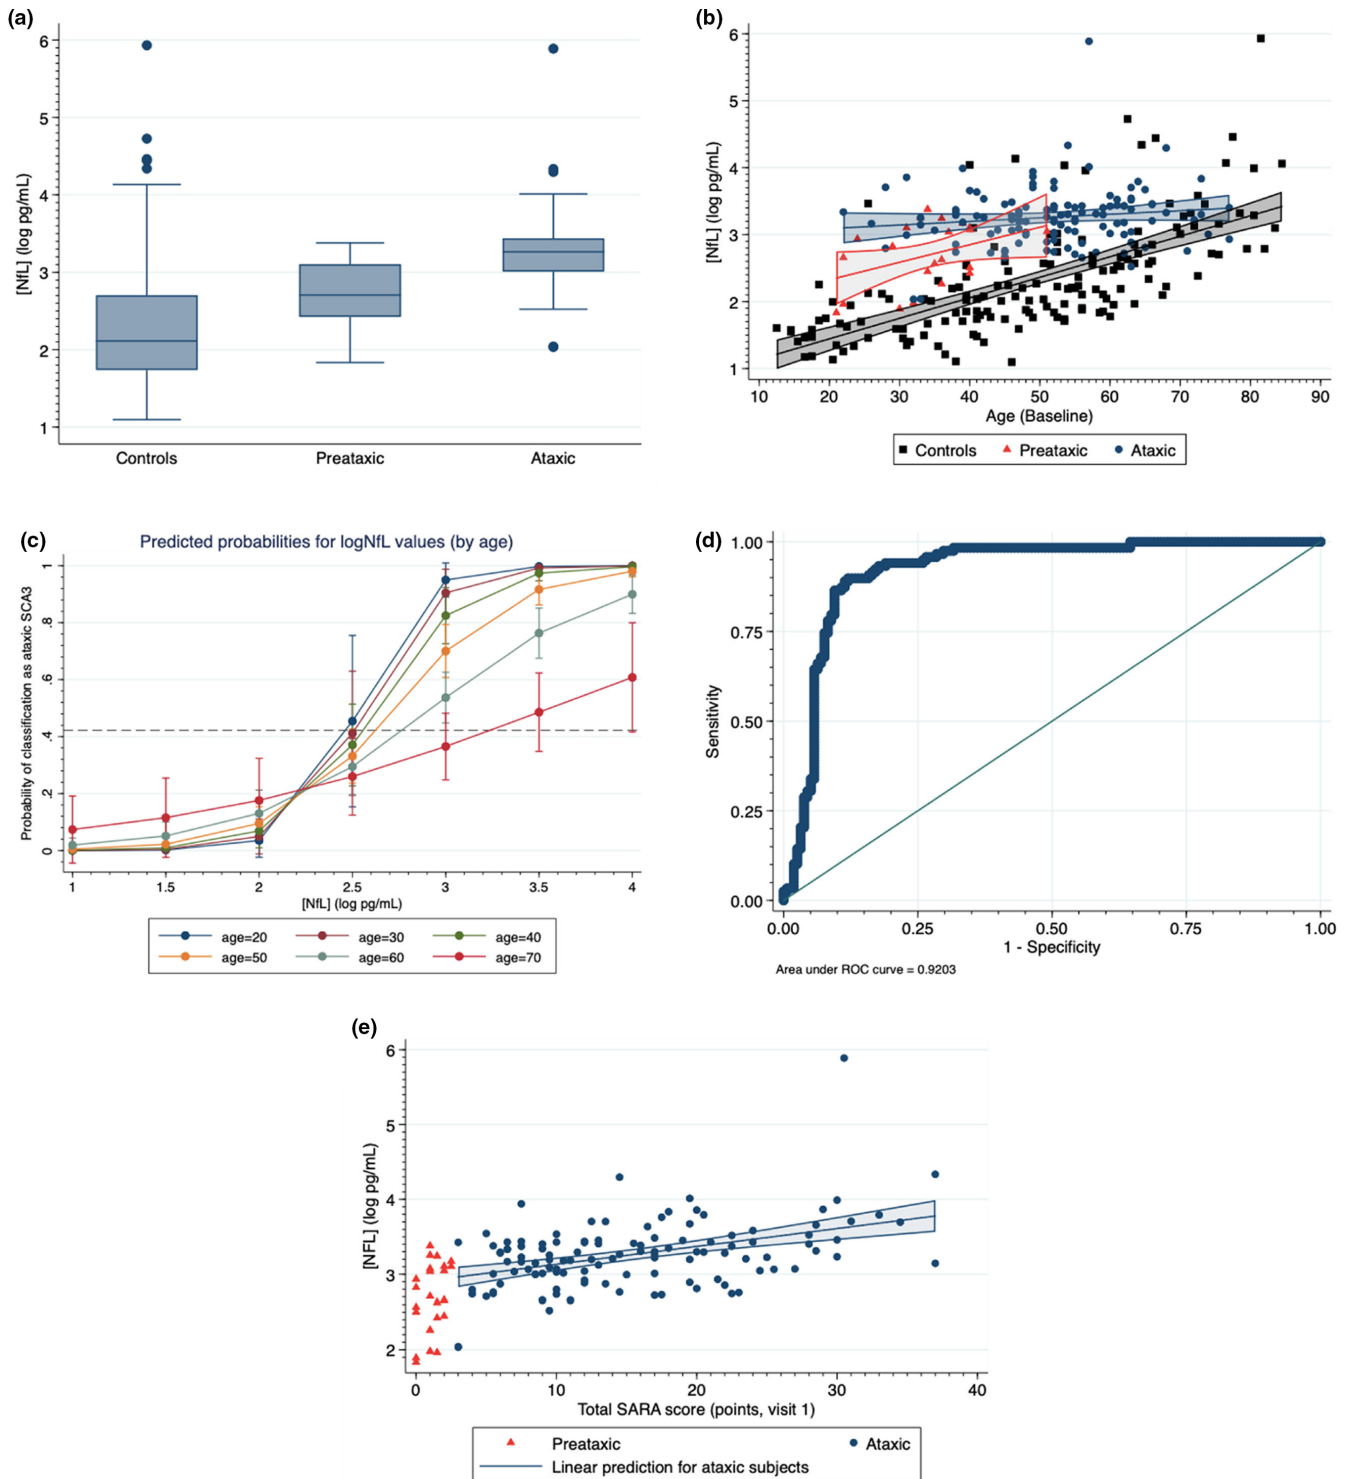 (a)
[NfL] (log pg/mL)
6
5
4
3
2
1
Controls Preataxic Ataxic
(b)
[NfL] (log pg/mL)
6
5
4
3
2
1
10 20 30 40 50 60 70 80 90
Age (Baseline)
Controls Preataxic Ataxic
(c)
Predicted probabilities for logNfL values (by age)
Probability of classification as ataxic SCA3
1
.8
.6
.4
.2
0
1 1.5 2 2.5 3 3.5 4
[NfL] (log pg/mL)
age=20 age=30 age=40
age=50 age=60 age=70
(d)
Sensitivity
1.00
0.75
0.50
0.25
0.00
0.00 0.25 0.50 0.75 1.00
1 - Specificity
Area under ROC curve = 0.9203
(e)
[NFL] (log pg/mL)
6
5
4
3
2
0 10 20 30 40
Total SARA score (points, visit 1)
Preataxic Ataxic
Linear prediction for ataxic subjects